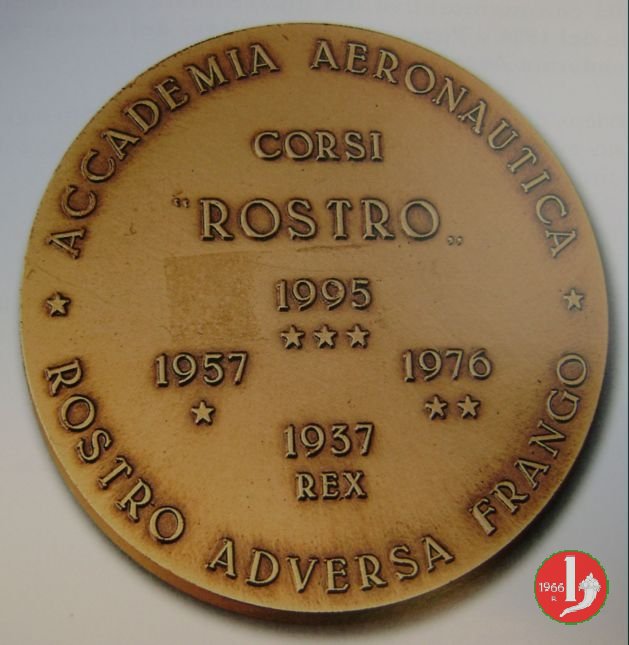 ACCADEMIA AERONAUTICA
CORSI
"ROSTRO„
1995
★★★
1957
★
1976
★★
1937
REX
★ ROSTRO ADVERSA FRANGO ★
1966
R